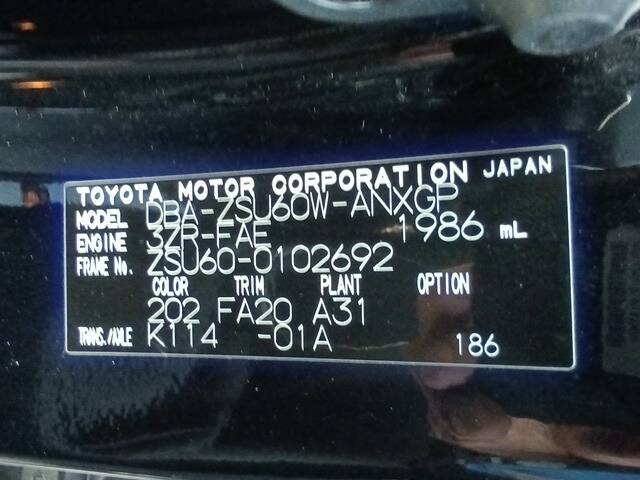 TOYOTA MOTOR CORPORATION JAPAN
MODEL DBA-ZSU60W-ANXGP
ENGINE 3ZR-FAE 1986 mL
FRAME No. ZSU60-0102692
COLOR TRIM PLANT OPTION
202 FA20 A31
TRANS./AXLE K114 -01A 186